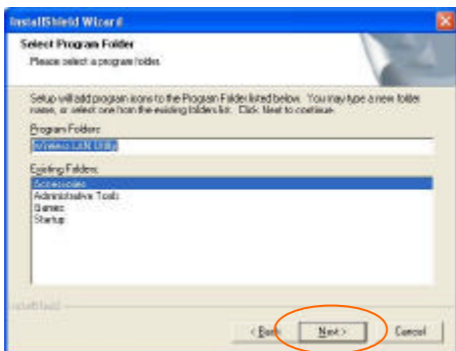 InstallShield Wizard
Select Program Folder
Please select a program folder.
Setup will add program icons to the Program Folder listed below. You may type a new folder
name, or select one from the existing folders list. Click Next to continue.
Program Folders:
Wireless LAN Utility
Existing Folders:
Accessories
Administrative Tools
Games
Startup
InstallShield
< Back
Next >
Cancel